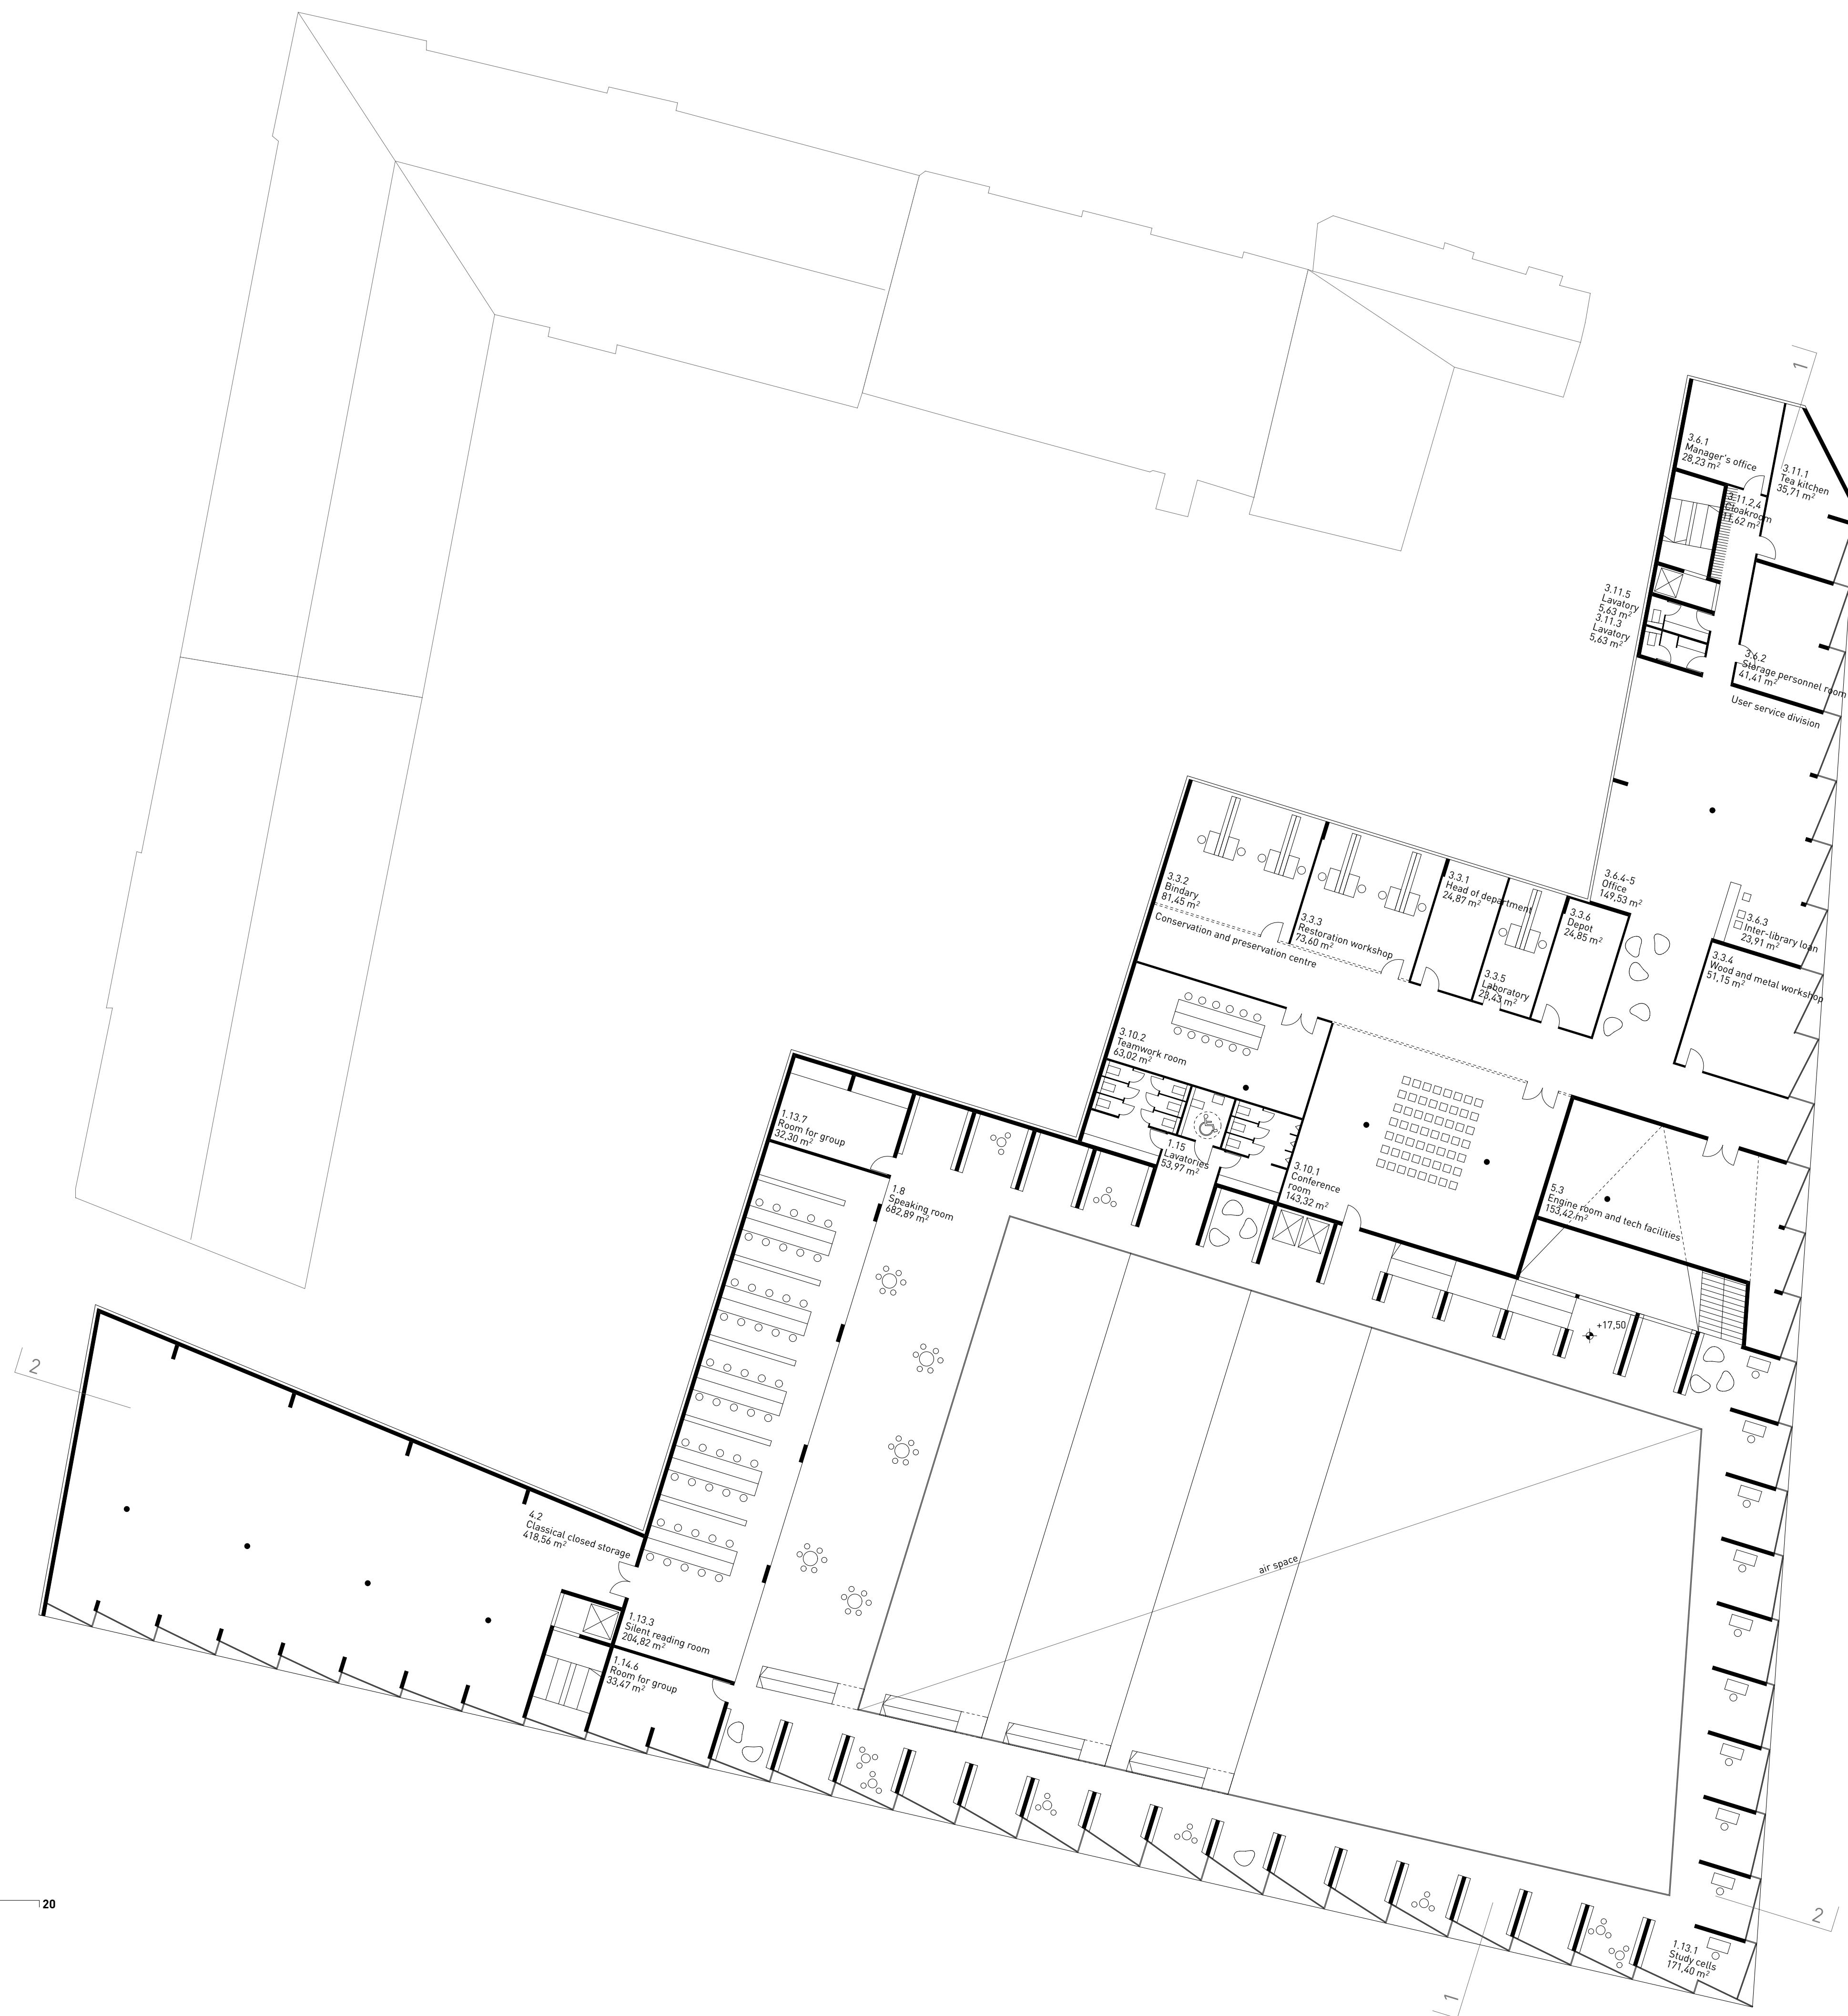 1
3.6.1
Manager's office
28,23 m²
3.11.1
Tea kitchen
35,71 m²
3.11.2,4
Cloakroom
11,62 m²
3.11.5
Lavatory
5,63 m²
3.11.3
Lavatory
5,63 m²
3.6.2
Storage personnel room
41,41 m²
User service division
3.6.4-5
Office
149,53 m²
3.6.3
Inter-library loan
23,91 m²
3.3.4
Wood and metal workshop
51,15 m²
3.3.2
Bindary
81,45 m²
Conservation and preservation centre
3.3.3
Restoration workshop
73,60 m²
3.3.1
Head of department
24,87 m²
3.3.6
Depot
24,85 m²
3.3.5
Laboratory
23,43 m²
3.10.2
Teamwork room
63,02 m²
1.15
Lavatories
53,97 m²
3.10.1
Conference
room
143,32 m²
5.3
Engine room and tech facilities
153,42 m²
1.13.7
Room for group
32,30 m²
1.8
Speaking room
682,89 m²
+17,50
2
4.2
Classical closed storage
418,56 m²
air space
1.13.3
Silent reading room
204,82 m²
1.14.6
Room for group
33,47 m²
20
2
1.13.1
Study cells
171,40 m²
1